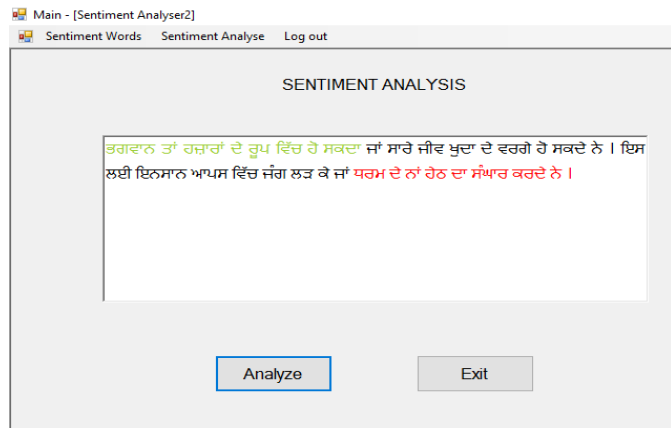 Main - [Sentiment Analyser2]
Sentiment Words Sentiment Analyse Log out
SENTIMENT ANALYSIS
ਭਗਵਾਨ ਤਾਂ ਹਜ਼ਾਰਾਂ ਦੇ ਰੂਪ ਵਿੱਚ ਹੋ ਸਕਦਾ ਜਾਂ ਸਾਰੇ ਜੀਵ ਖੁਦਾ ਦੇ ਵਰਗੇ ਹੋ ਸਕਦੇ ਨੇ । ਇਸ
ਲਈ ਇਨਸਾਨ ਆਪਸ ਵਿੱਚ ਜੰਗ ਲੜ ਕੇ ਜਾਂ ਧਰਮ ਦੇ ਨਾਂ ਹੇਠ ਦਾ ਸੰਘਾਰ ਕਰਦੇ ਨੇ ।
Analyze Exit